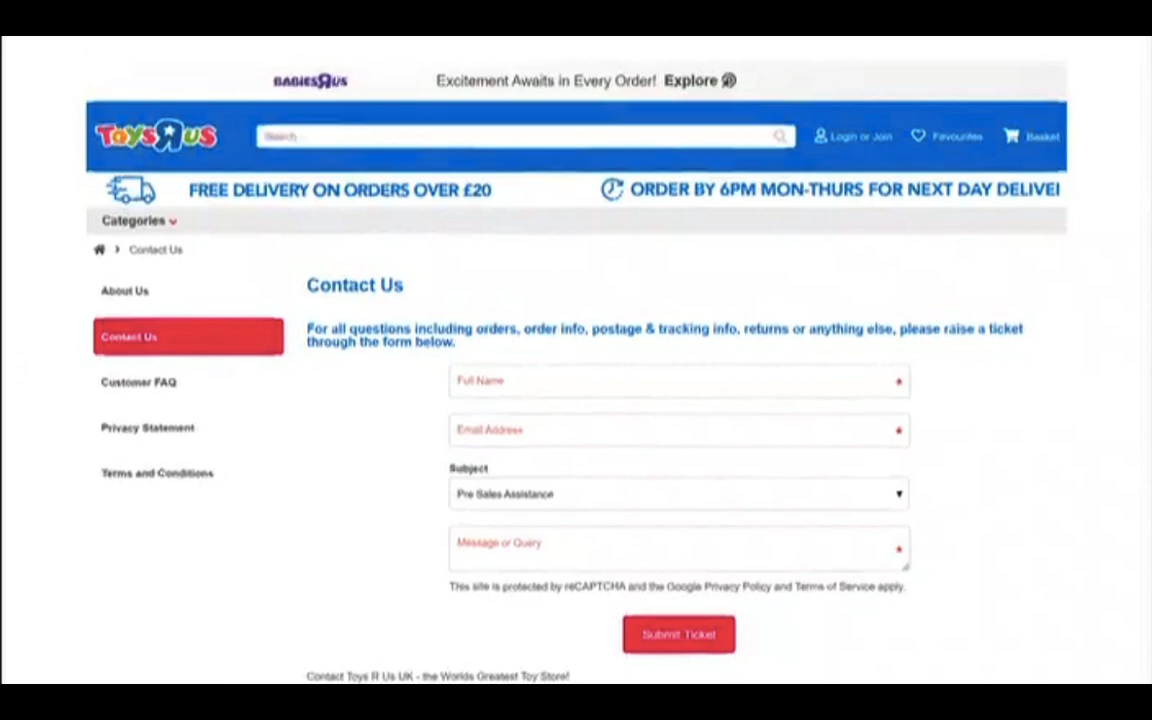 BABIESRUS
Excitement Awaits in Every Order! Explore
TOYSRUS
Search
Login or Join
Favourites
Basket
FREE DELIVERY ON ORDERS OVER £20
ORDER BY 6PM MON-THURS FOR NEXT DAY DELIVE
Categories
Contact Us
About Us
Contact Us
Customer FAQ
Privacy Statement
Terms and Conditions
Contact Us
For all questions including orders, order info, postage & tracking info, returns or anything else, please raise a ticket
through the form below.
Full Name *
Email Address *
Subject
Pre Sales Assistance
Message or Query *
This site is protected by reCAPTCHA and the Google Privacy Policy and Terms of Service apply.
Submit Ticket
Contact Toys R Us UK - the Worlds Greatest Toy Store!